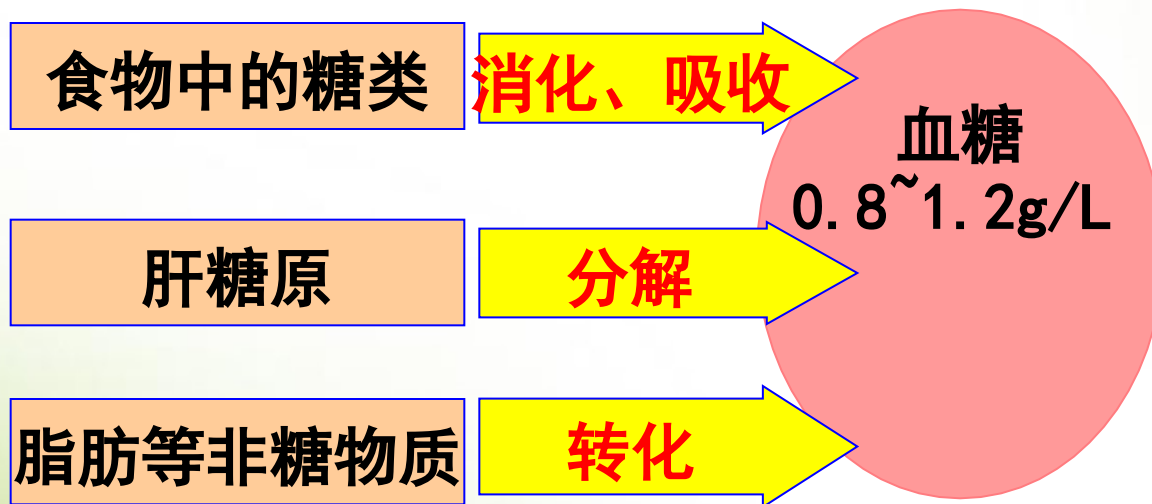 食物中的糖类
消化、吸收
血糖
0.8~1.2g/L
肝糖原
分解
脂肪等非糖物质
转化